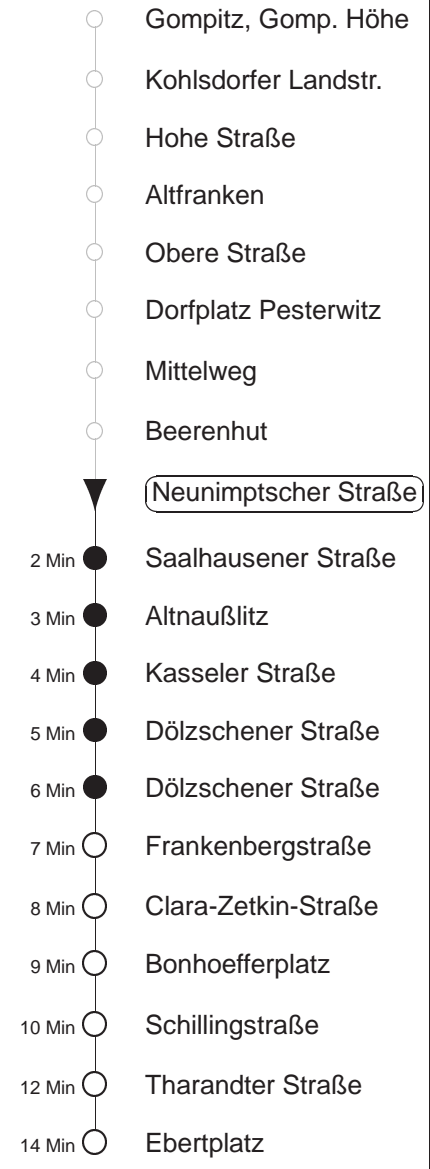 Gompitz, Gomp. Höhe
Kohlsdorfer Landstr.
Hohe Straße
Altfranken
Obere Straße
Dorfplatz Pesterwitz
Mittelweg
Beerenhut
Neunimptscher Straße
2 Min Saalhausener Straße
3 Min Altnaußlitz
4 Min Kasseler Straße
5 Min Dölzschener Straße
6 Min Dölzschener Straße
7 Min Frankenbergstraße
8 Min Clara-Zetkin-Straße
9 Min Bonhoefferplatz
10 Min Schillingstraße
12 Min Tharandter Straße
14 Min Ebertplatz